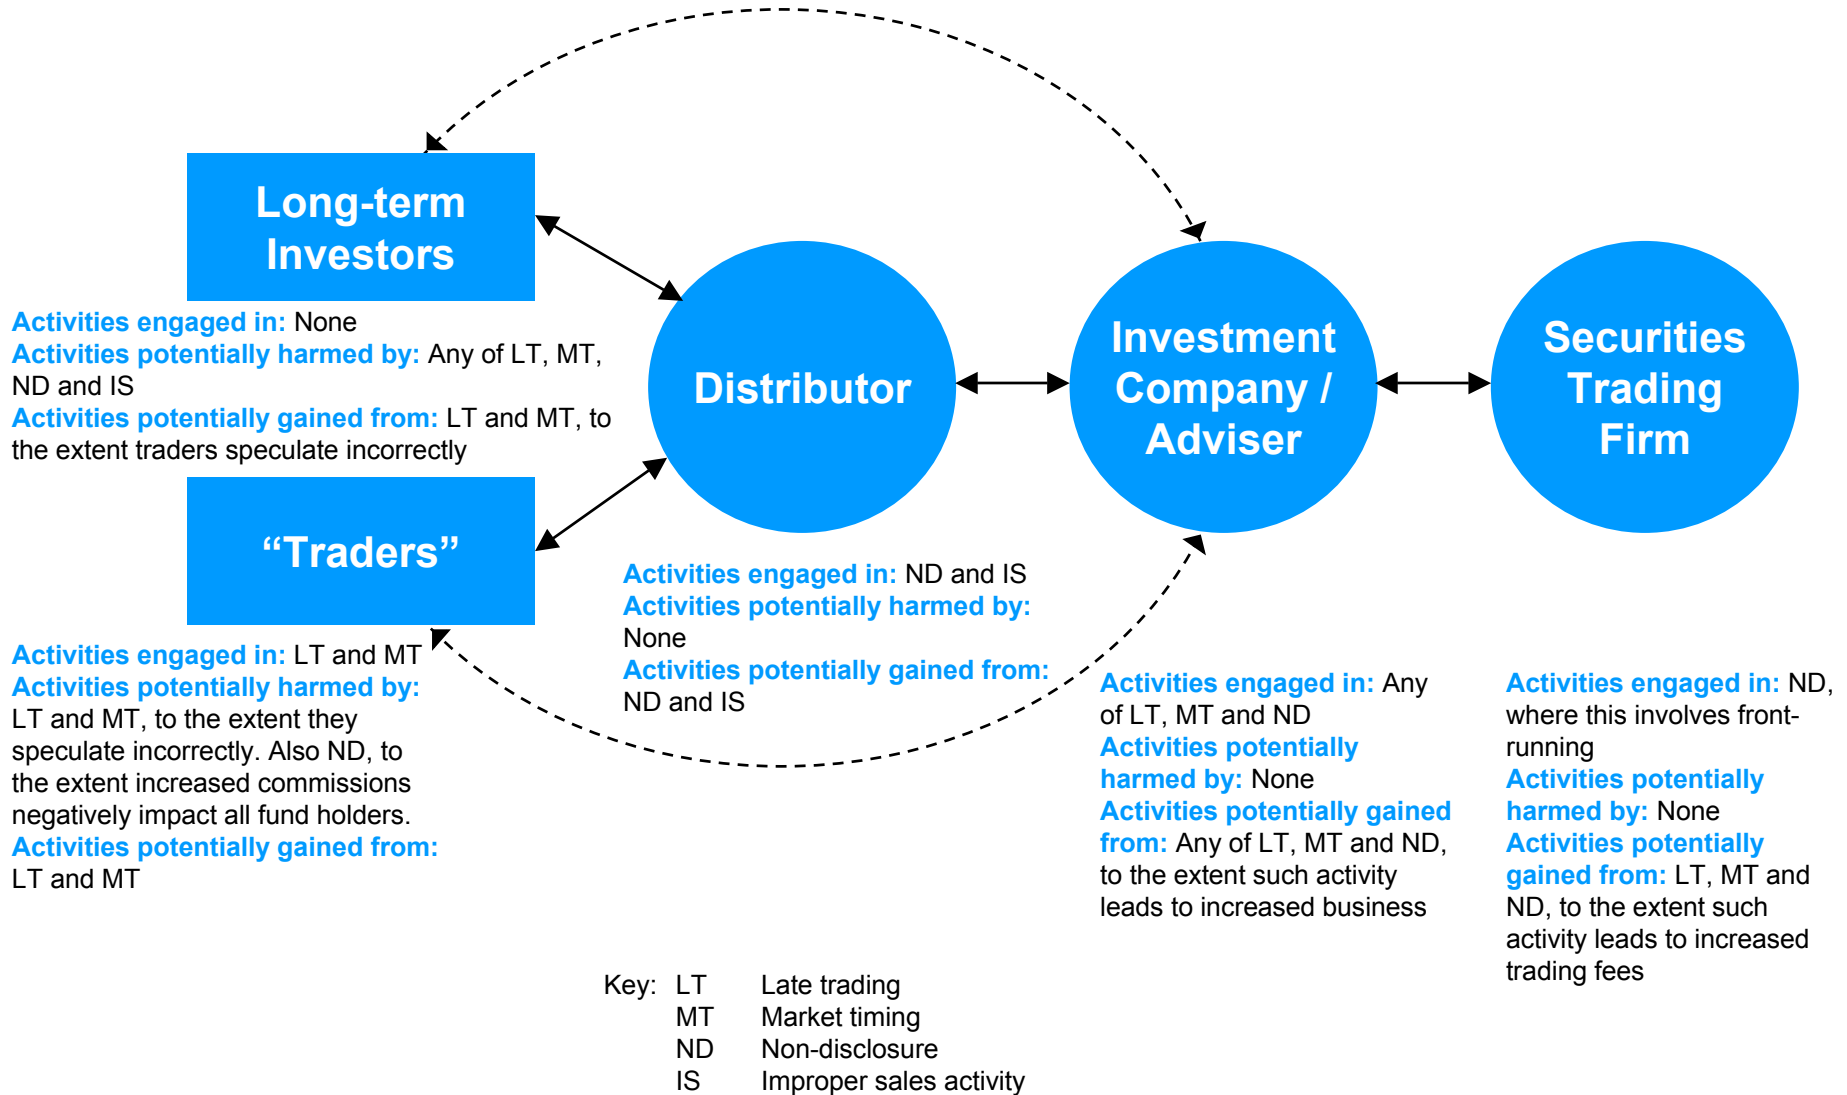 Long-term
Investors
Activities engaged in: None
Activities potentially harmed by: Any of LT, MT,
ND and IS
Activities potentially gained from: LT and MT, to
the extent traders speculate incorrectly
“Traders”
Activities engaged in: LT and MT
Activities potentially harmed by:
LT and MT, to the extent they
speculate incorrectly. Also ND, to
the extent increased commissions
negatively impact all fund holders.
Activities potentially gained from:
LT and MT
Distributor
Activities engaged in: ND and IS
Activities potentially harmed by:
None
Activities potentially gained from:
ND and IS
Investment
Company /
Adviser
Activities engaged in: Any
of LT, MT and ND
Activities potentially
harmed by: None
Activities potentially gained
from: Any of LT, MT and ND,
to the extent such activity
leads to increased business
Securities
Trading
Firm
Activities engaged in: ND,
where this involves front-
running
Activities potentially
harmed by: None
Activities potentially
gained from: LT, MT and
ND, to the extent such
activity leads to increased
trading fees
Key: LT Late trading
MT Market timing
ND Non-disclosure
IS Improper sales activity